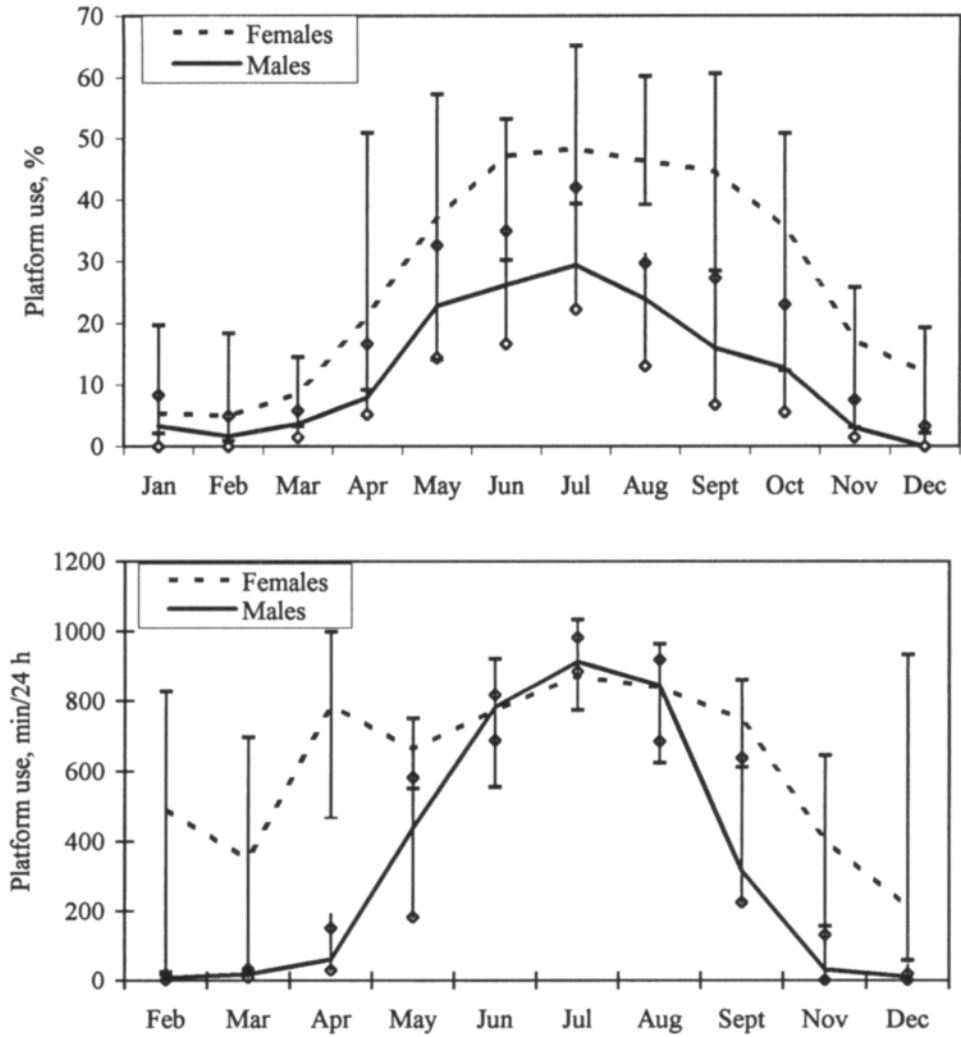 70
60
50
40
30
20
10
0
Platform use, %
Females
Males
Jan Feb Mar Apr May Jun Jul Aug Sept Oct Nov Dec
1200
1000
800
600
400
200
0
Platform use, min/24 h
Females
Males
Feb Mar Apr May Jun Jul Aug Sept Nov Dec